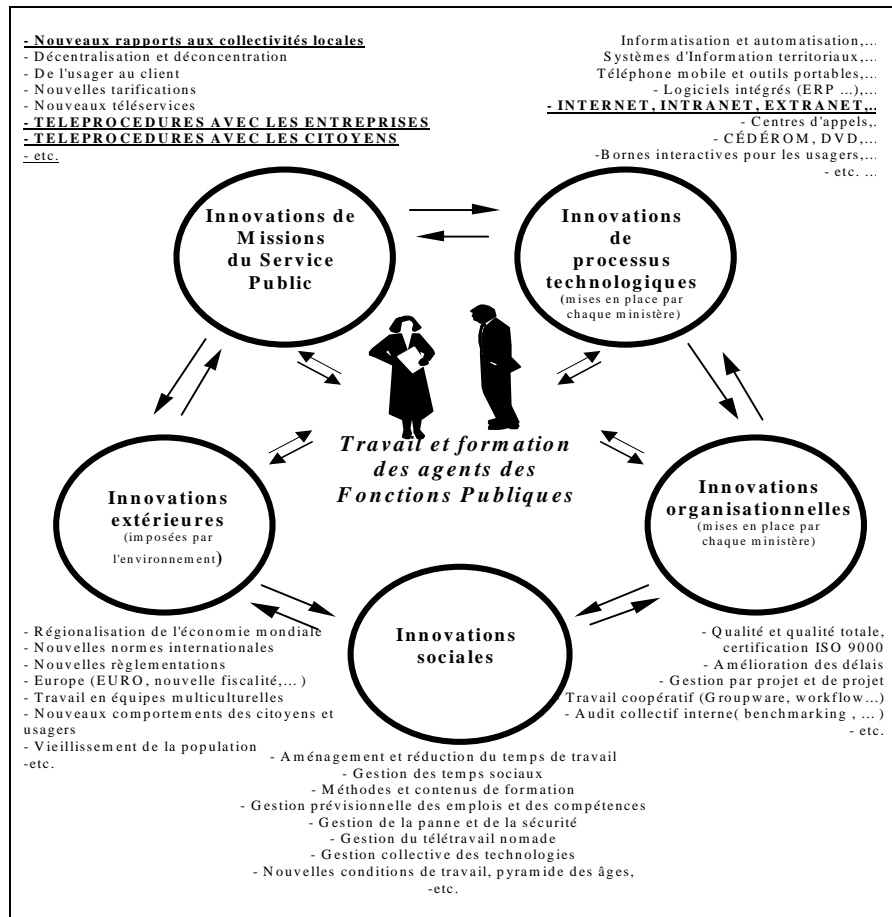 - Nouveaux rapports aux collectivités locales
- Décentralisation et déconcentration
- De l'usager au client
- Nouvelles tarifications
- Nouveaux téléservices
- TELEPROCEDURES AVEC LES ENTREPRISES
- TELEPROCEDURES AVEC LES CITOYENS
- etc.
Informatisation et automatisation,...
Systèmes d'Information territoriaux,...
Téléphone mobile et outils portables,...
- Logiciels intégrés (ERP ...),...
- INTERNET, INTRANET, EXTRANET,..
- Centres d'appels,.
- CÉDÉROM, DVD,...
-Bornes interactives pour les usagers,...
- etc. ...
Innovations de
Missions
du Service
Public
Innovations
de
processus
technologiques
(mises en place par
chaque ministère)
Travail et formation
des agents des
Fonctions Publiques
Innovations
extérieures
(imposées par
l'environnement)
Innovations
organisationnelles
(mises en place par
chaque ministère)
Innovations
sociales
- Régionalisation de l'économie mondiale
- Nouvelles normes internationales
- Nouvelles règlementations
- Europe (EURO, nouvelle fiscalité,...)
- Travail en équipes multiculturelles
- Nouveaux comportements des citoyens et
usagers
- Vieillissement de la population
-etc.
- Qualité et qualité totale,
certification ISO 9000
- Amélioration des délais
- Gestion par projet et de projet
Travail coopératif (Groupware, workflow...)
- Audit collectif interne( benchmarking , ...)
- etc.
- Aménagement et réduction du temps de travail
- Gestion des temps sociaux
- Méthodes et contenus de formation
- Gestion prévisionnelle des emplois et des compétences
- Gestion de la panne et de la sécurité
- Gestion du télétravail nomade
- Gestion collective des technologies
- Nouvelles conditions de travail, pyramide des âges,
-etc.